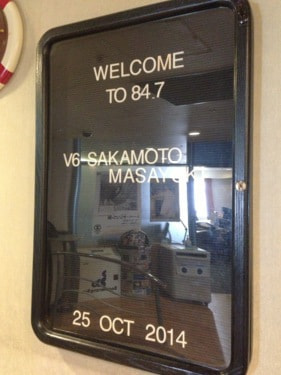 WELCOME
TO 84.7
V6-SAKAMOTO
MASAYUKI
25 OCT 2014